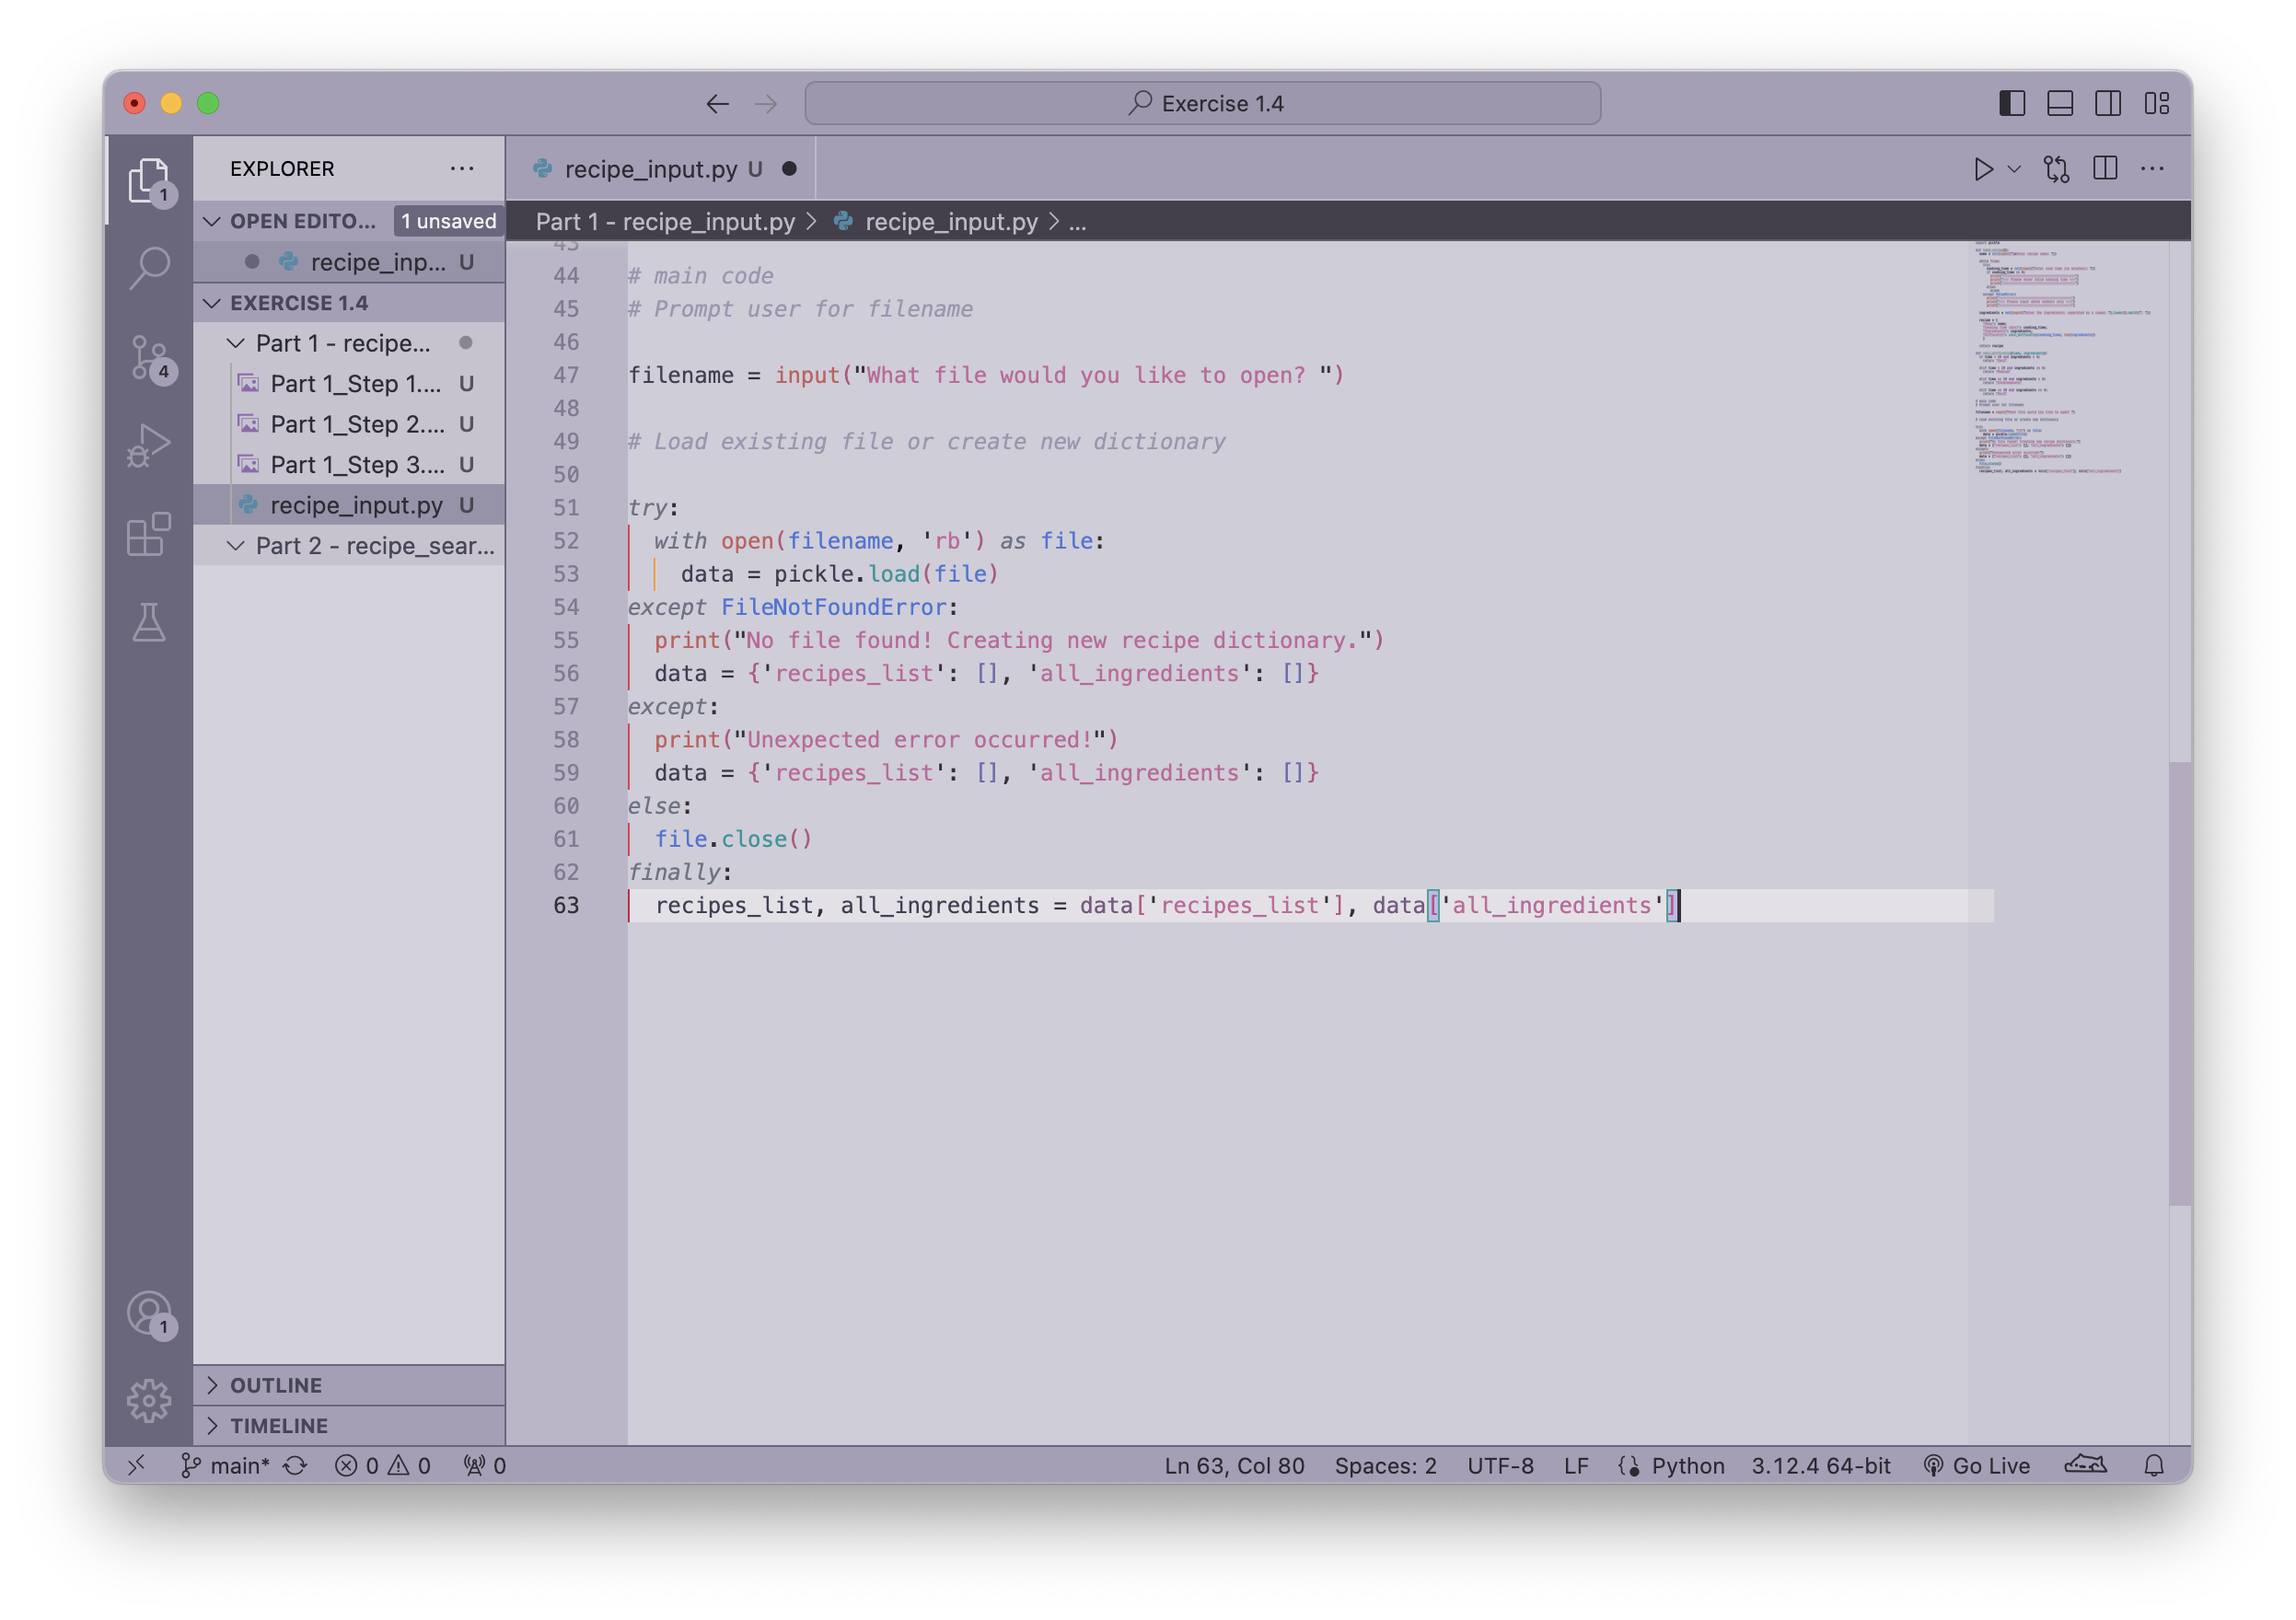 Exercise 1.4
EXPLORER
recipe_input.py U
1
OPEN EDITO... 1 unsaved
Part 1 - recipe_input.py > recipe_input.py > ...
recipe_inp... U
EXERCISE 1.4
Part 1 - recipe...
4
Part 1_Step 1.... U
Part 1_Step 2.... U
Part 1_Step 3.... U
recipe_input.py U
Part 2 - recipe_sear...
43
44 # main code
45 # Prompt user for filename
46
47 filename = input("What file would you like to open? ")
48
49 # Load existing file or create new dictionary
50
51 try:
52 with open(filename, 'rb') as file:
53 data = pickle.load(file)
54 except FileNotFoundError:
55 print("No file found! Creating new recipe dictionary.")
56 data = {'recipes_list': [], 'all_ingredients': []}
57 except:
58 print("Unexpected error occurred!")
59 data = {'recipes_list': [], 'all_ingredients': []}
60 else:
61 file.close()
62 finally:
63 recipes_list, all_ingredients = data['recipes_list'], data['all_ingredients']
1
OUTLINE
TIMELINE
main* 0 0 0 Ln 63, Col 80 Spaces: 2 UTF-8 LF Python 3.12.4 64-bit Go Live